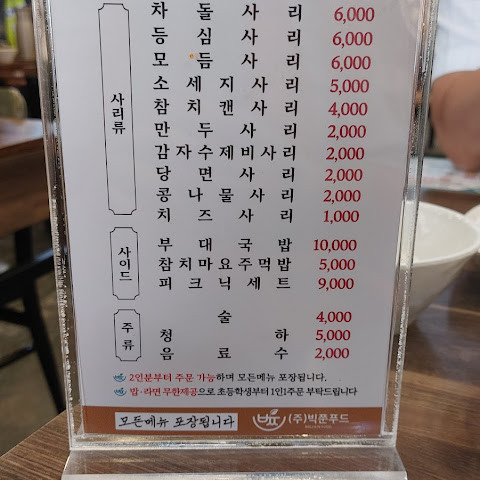 사리류
차돌사리 6,000
등심사리 6,000
모듬사리 6,000
소세지사리 5,000
참치캔사리 4,000
만두사리 2,000
감자수제비사리 2,000
당면사리 2,000
콩나물사리 2,000
치즈사리 1,000
사이드
부대국밥 10,000
참치마요주먹밥 5,000
피크닉세트 9,000
주류
술 4,000
청하 5,000
음료수 2,000
2인분부터 주문 가능하며 모든메뉴 포장됩니다.
밥·라면 무한제공으로 초등학생부터 1인1주문 부탁드립니다
모든메뉴 포장됩니다
(주)빅쿤푸드